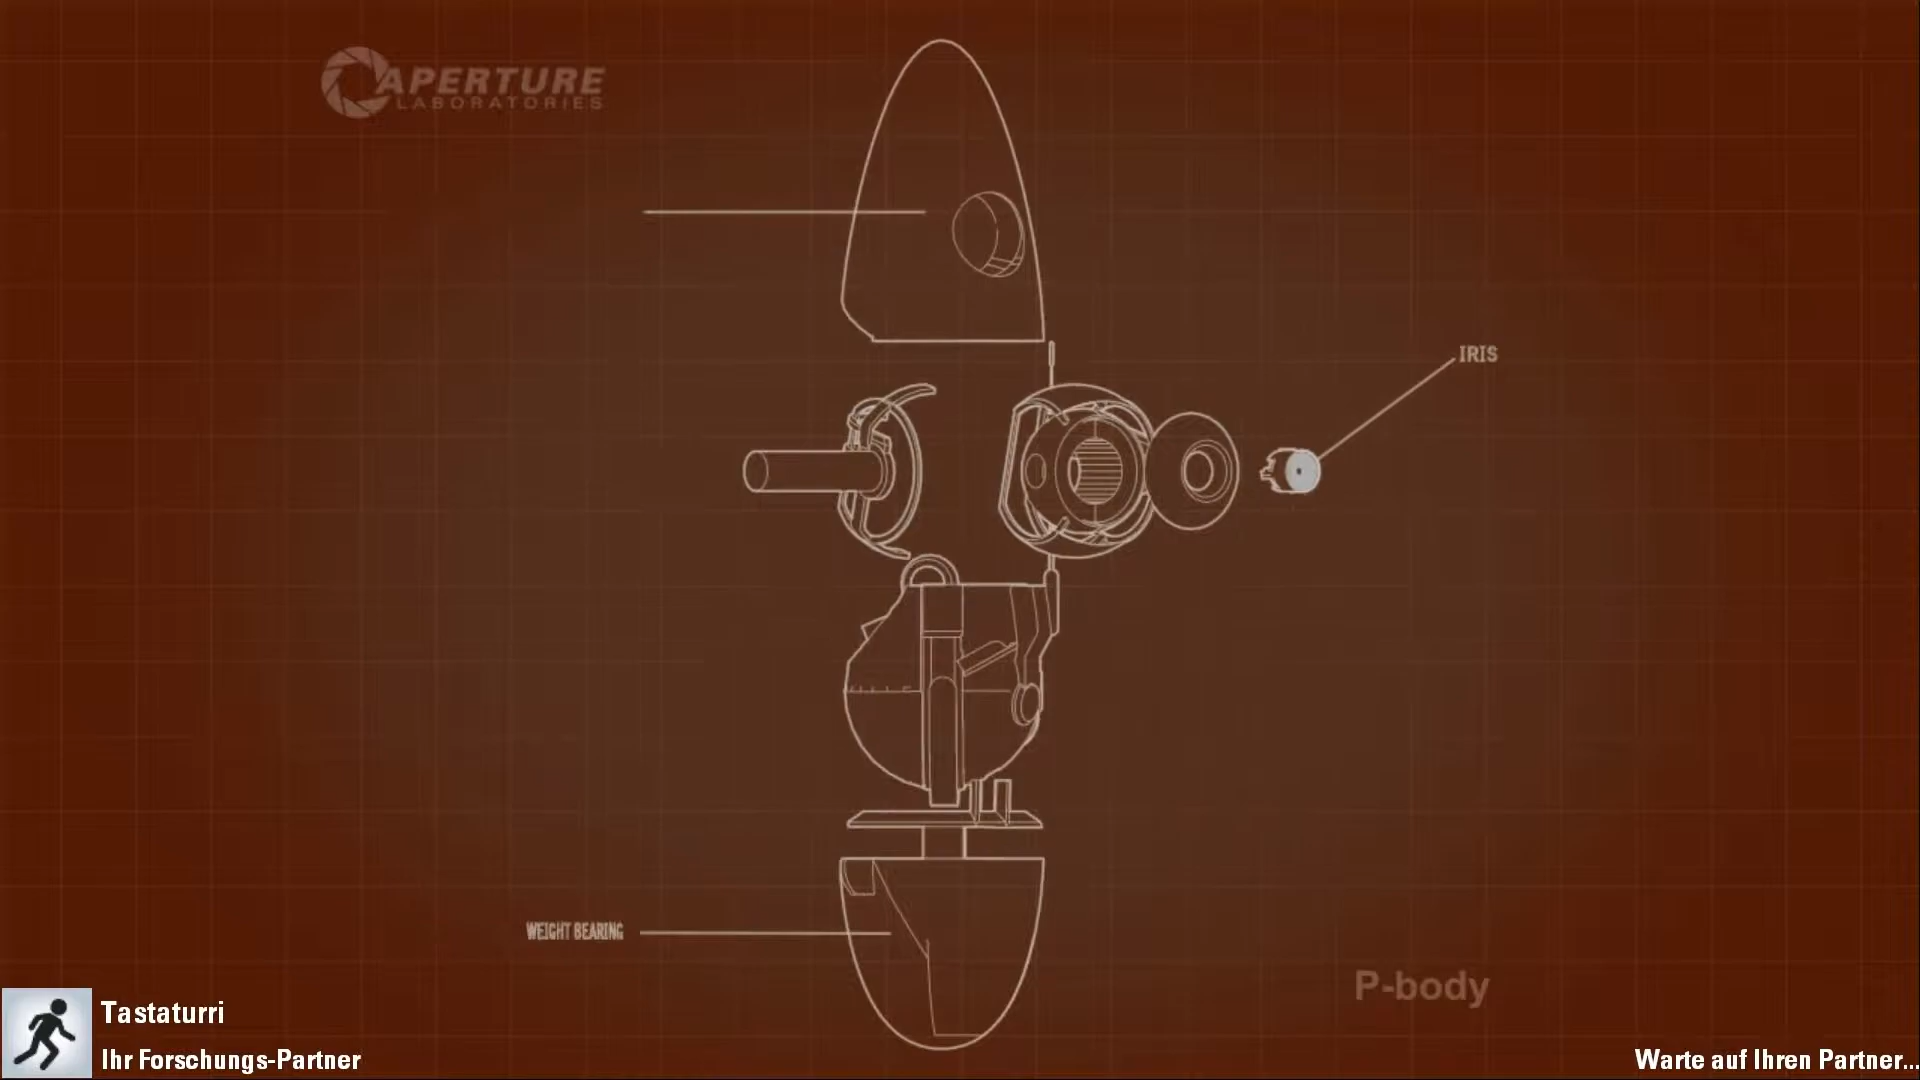 APERTURE
LABORATORIES
IRIS
WEIGHT BEARING
P-body
Tastaturri
Ihr Forschungs-Partner
Warte auf Ihren Partner...